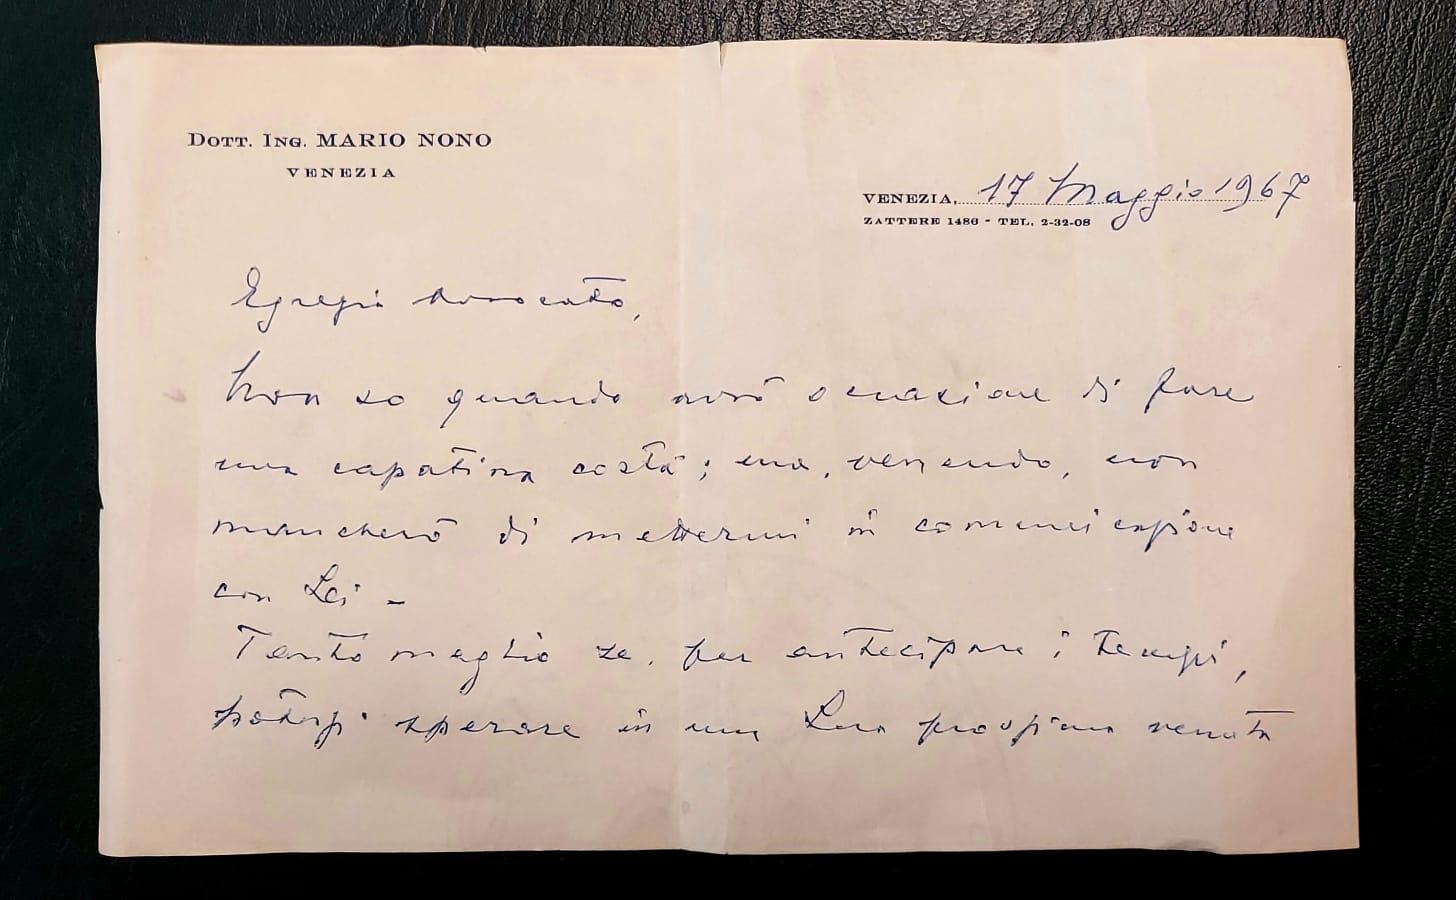 Dott. Ing. MARIO NONO
VENEZIA
VENEZIA, 17 Maggio 1967
ZATTERE 1486 - TEL. 2-32-08
Egregio Avvocato,
Non so quando avrò occasione di fare
una capatina costà; ma, venendo, non
mancherò di mettermi in comunicazione
con Lei -
Tanto meglio se, per antecipare i tempi,
potessi sperare in una Sua prossima venuta